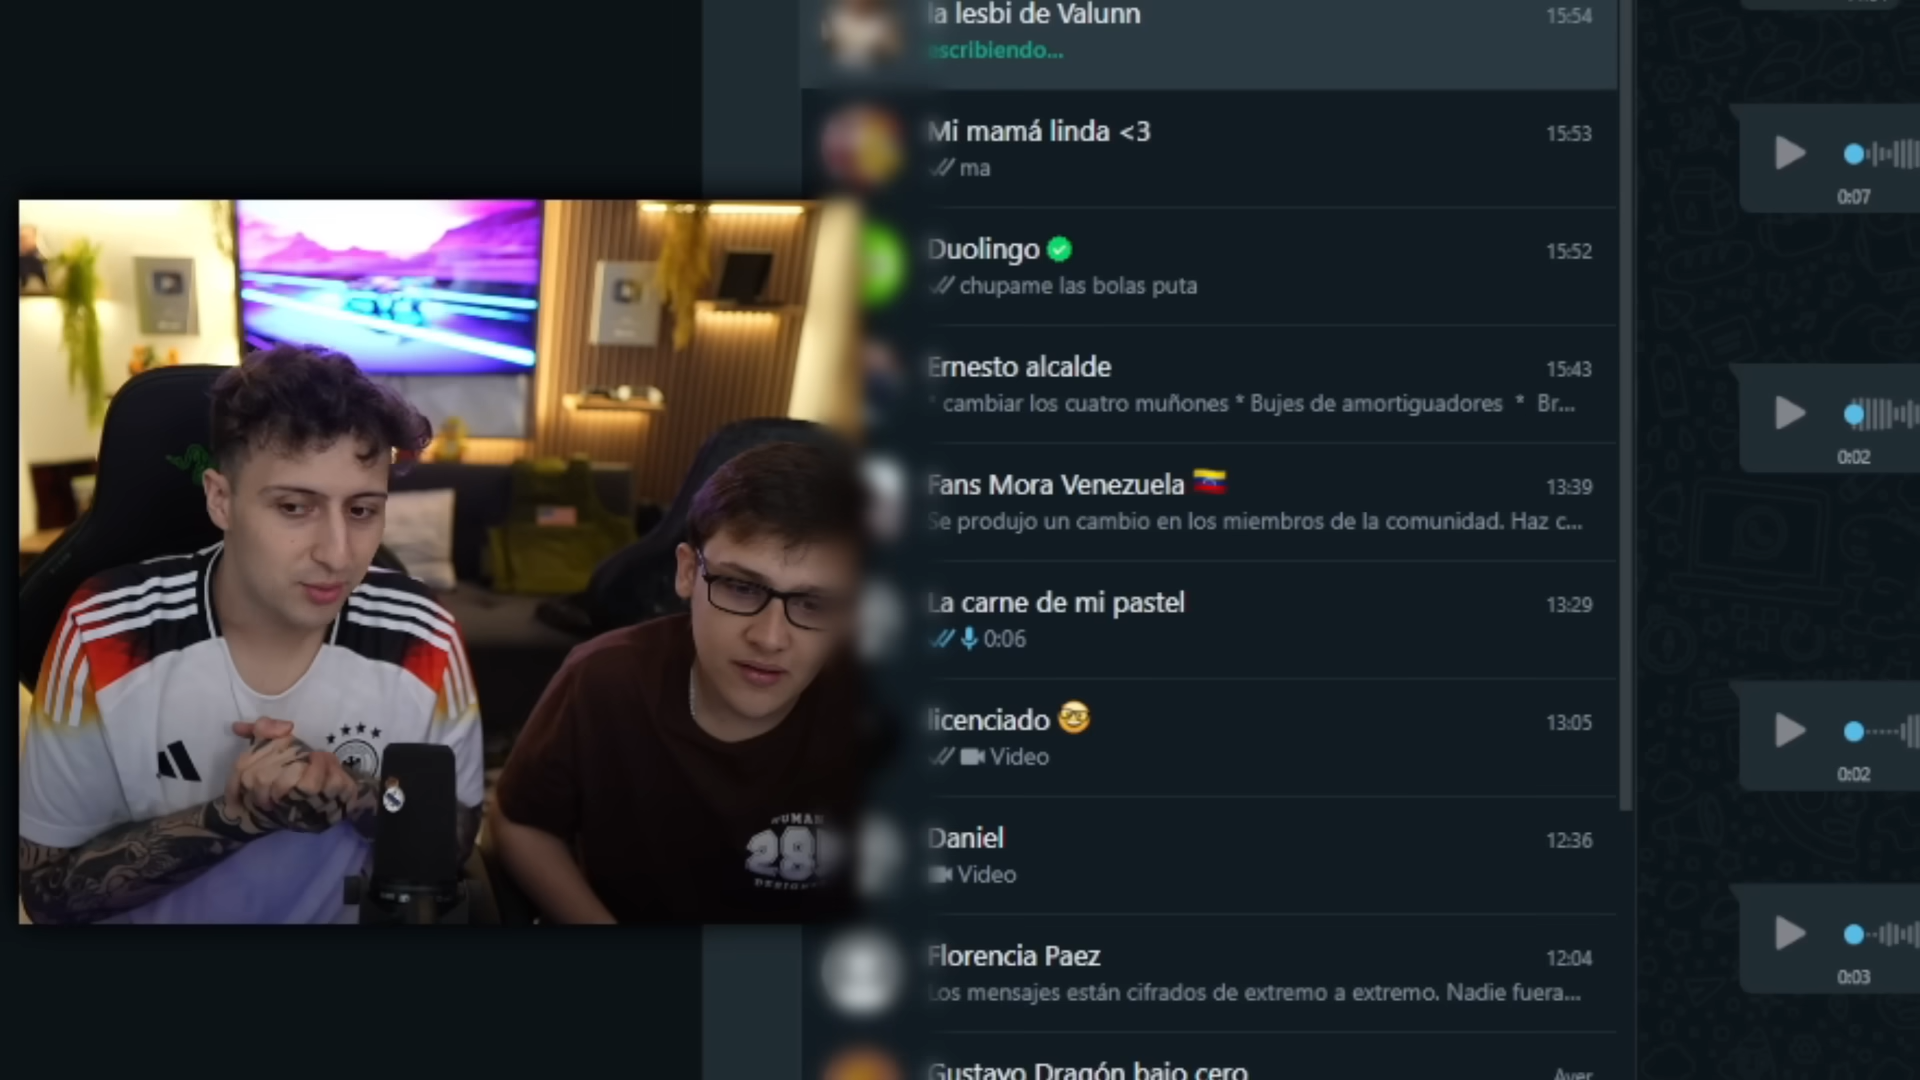 la lesbi de Valunn
15:54
escribiendo...
Mi mamá linda <3
15:53
ma
Duolingo
15:52
chupame las bolas puta
Ernesto alcalde
15:43
* cambiar los cuatro muñones * Bujes de amortiguadores * Br...
Fans Mora Venezuela 🇻🇪
13:39
Se produjo un cambio en los miembros de la comunidad. Haz c...
La carne de mi pastel
13:29
0:06
licenciado 🤓
13:05
Video
Daniel
12:36
Video
Florencia Paez
12:04
Los mensajes están cifrados de extremo a extremo. Nadie fuera...
Gustavo Dragón bajo cero
Ayer
0:07
0:02
0:02
0:03
HUMAN